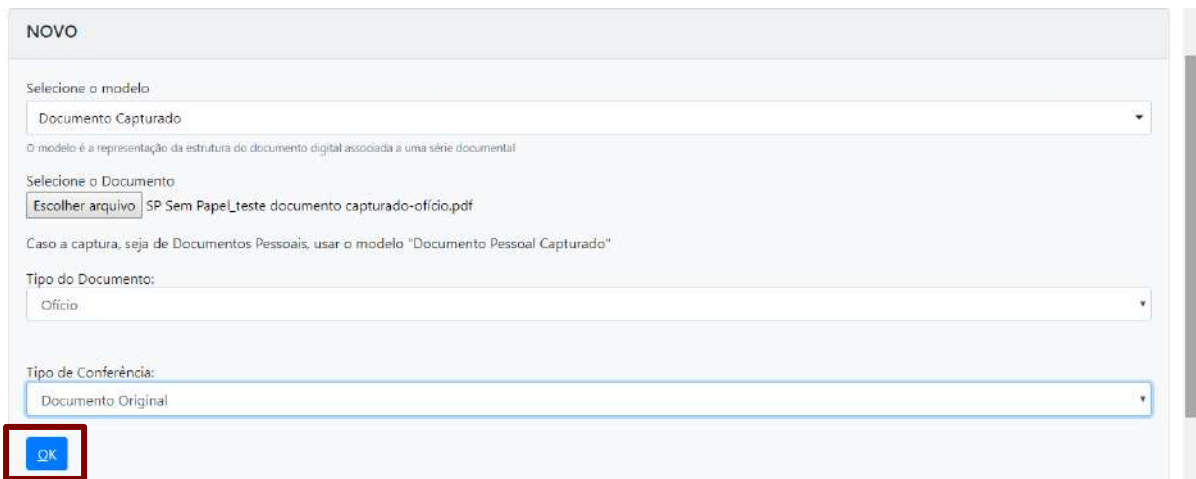 NOVO
Selecione o modelo
Documento Capturado
O modelo é a representação da estrutura do documento digital associada a uma série documental
Selecione o Documento
Escolher arquivo SP Sem Papel_teste documento capturado-ofício.pdf
Caso a captura, seja de Documentos Pessoais, usar o modelo "Documento Pessoal Capturado"
Tipo do Documento:
Ofício
Tipo de Conferência:
Documento Original
OK